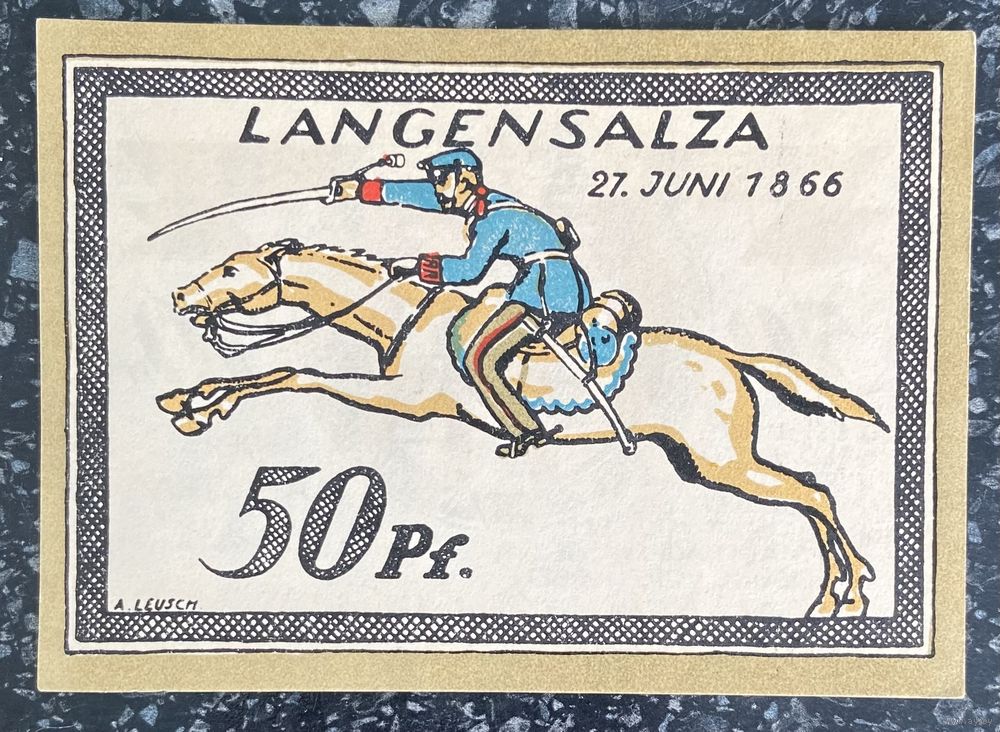 LANGENSALZA
27. JUNI 1866
50 Pf.
A. LEUSCH